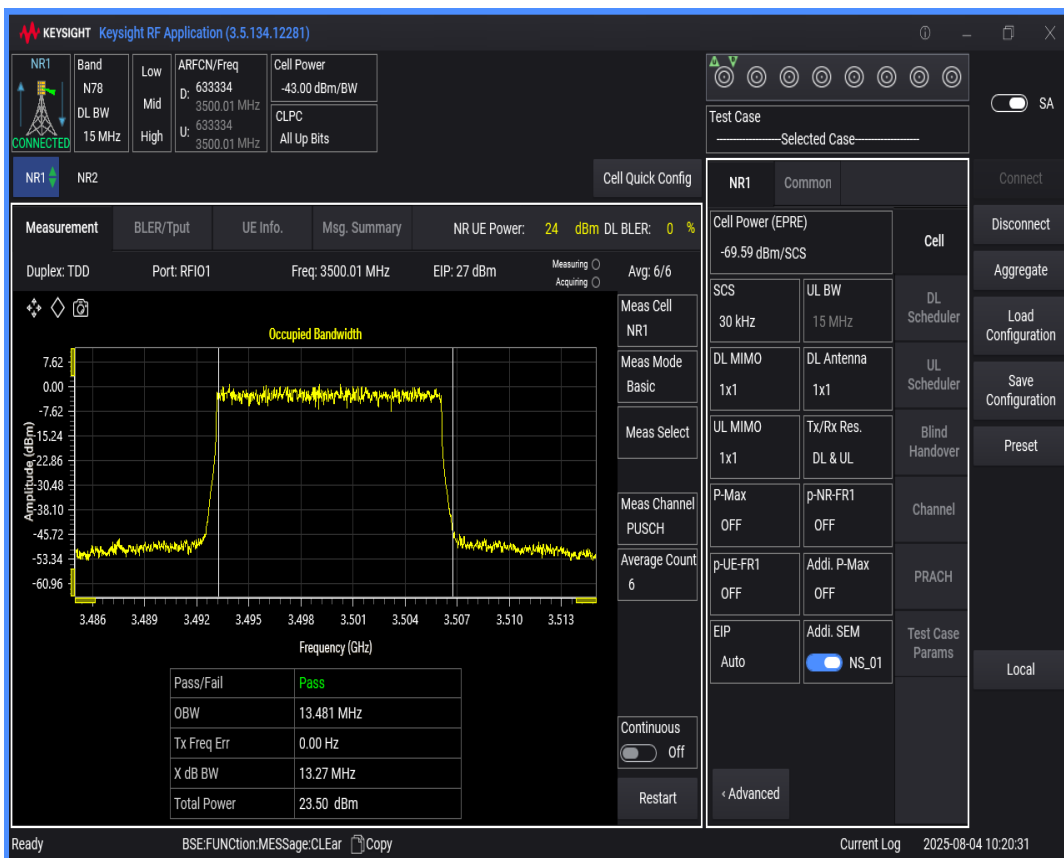 KEYSIGHT Keysight RF Application (3.5.134.12281)
NR1
CONNECTED
Band
N78
DL BW
15 MHz
Low
Mid
High
ARFCN/Freq
D: 633334
3500.01 MHz
U: 633334
3500.01 MHz
Cell Power
-43.00 dBm/BW
CLPC
All Up Bits
Test Case
Selected Case
SA
NR1
NR2
Cell Quick Config
Measurement
BLER/Tput
UE Info.
Msg. Summary
NR UE Power: 24 dBm DL BLER: 0 %
Duplex: TDD
Port: RFIO1
Freq: 3500.01 MHz
EIP: 27 dBm
Measuring
Acquiring
Avg: 6/6
Occupied Bandwidth
Amplitude (dBm)
7.62
0.00
-7.62
-15.24
-22.86
-30.48
-38.10
-45.72
-53.34
-60.96
3.486 3.489 3.492 3.495 3.498 3.501 3.504 3.507 3.510 3.513
Frequency (GHz)
Pass/Fail Pass
OBW 13.481 MHz
Tx Freq Err 0.00 Hz
X dB BW 13.27 MHz
Total Power 23.50 dBm
Meas Cell
NR1
Meas Mode
Basic
Meas Select
Meas Channel
PUSCH
Average Count
6
Continuous
Off
Restart
NR1
Common
Cell Power (EPRE)
-69.59 dBm/SCS
SCS
30 kHz
UL BW
15 MHz
DL MIMO
1x1
DL Antenna
1x1
UL MIMO
1x1
Tx/Rx Res.
DL & UL
P-Max
OFF
p-NR-FR1
OFF
p-UE-FR1
OFF
Addi. P-Max
OFF
EIP
Auto
Addi. SEM
NS_01
‹ Advanced
Cell
DL
Scheduler
UL
Scheduler
Blind
Handover
Channel
PRACH
Test Case
Params
Connect
Disconnect
Aggregate
Load
Configuration
Save
Configuration
Preset
Local
Ready
BSE:FUNCtion:MESSage:CLEar Copy
Current Log
2025-08-04 10:20:31